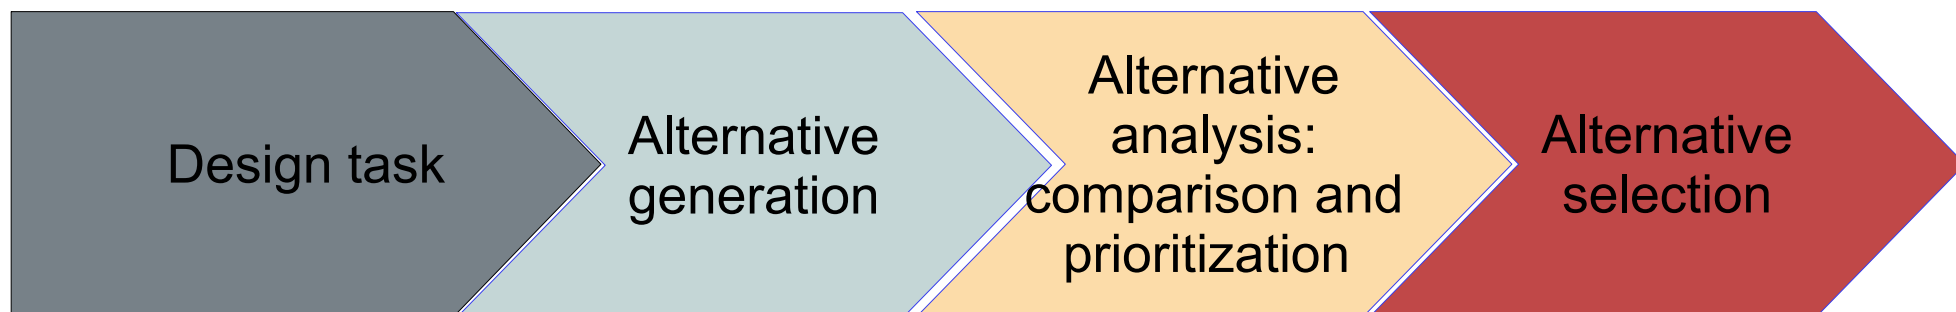 Design task
Alternative
generation
Alternative
analysis:
comparison and
prioritization
Alternative
selection